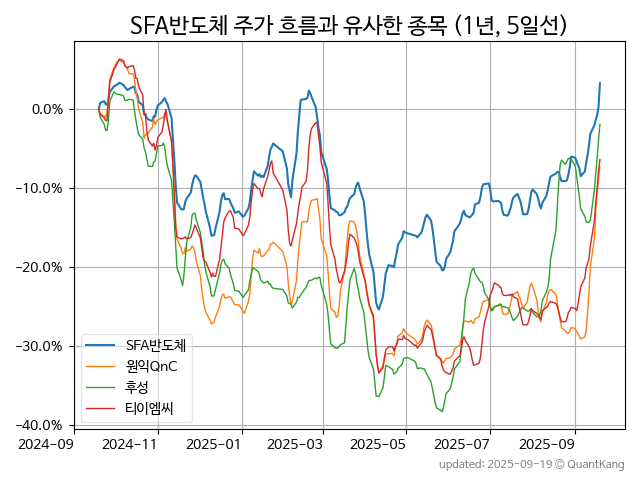 SFA반도체 주가 흐름과 유사한 종목 (1년, 5일선)
0.0%
-10.0%
-20.0%
-30.0%
-40.0%
SFA반도체
원익QnC
후성
티이엠씨
2024-09 2024-11 2025-01 2025-03 2025-05 2025-07 2025-09
updated: 2025-09-19 © QuantKang